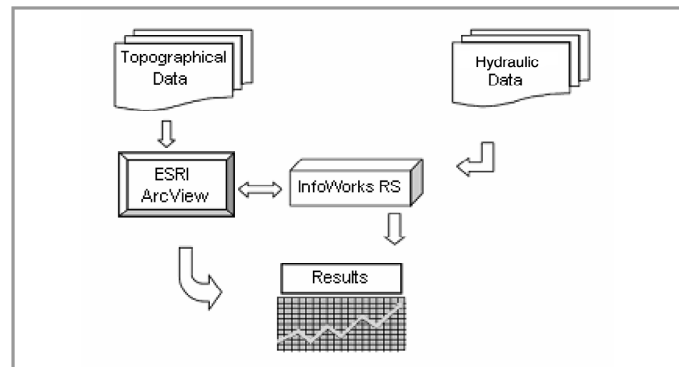 Topographical
Data
Hydraulic
Data
ESRI
ArcView
InfoWorks RS
Results